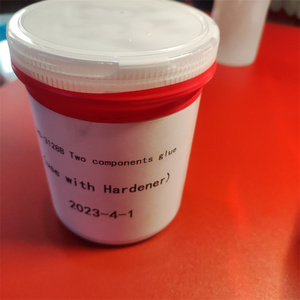 Two components glue
with Hardener)
2023-4-1